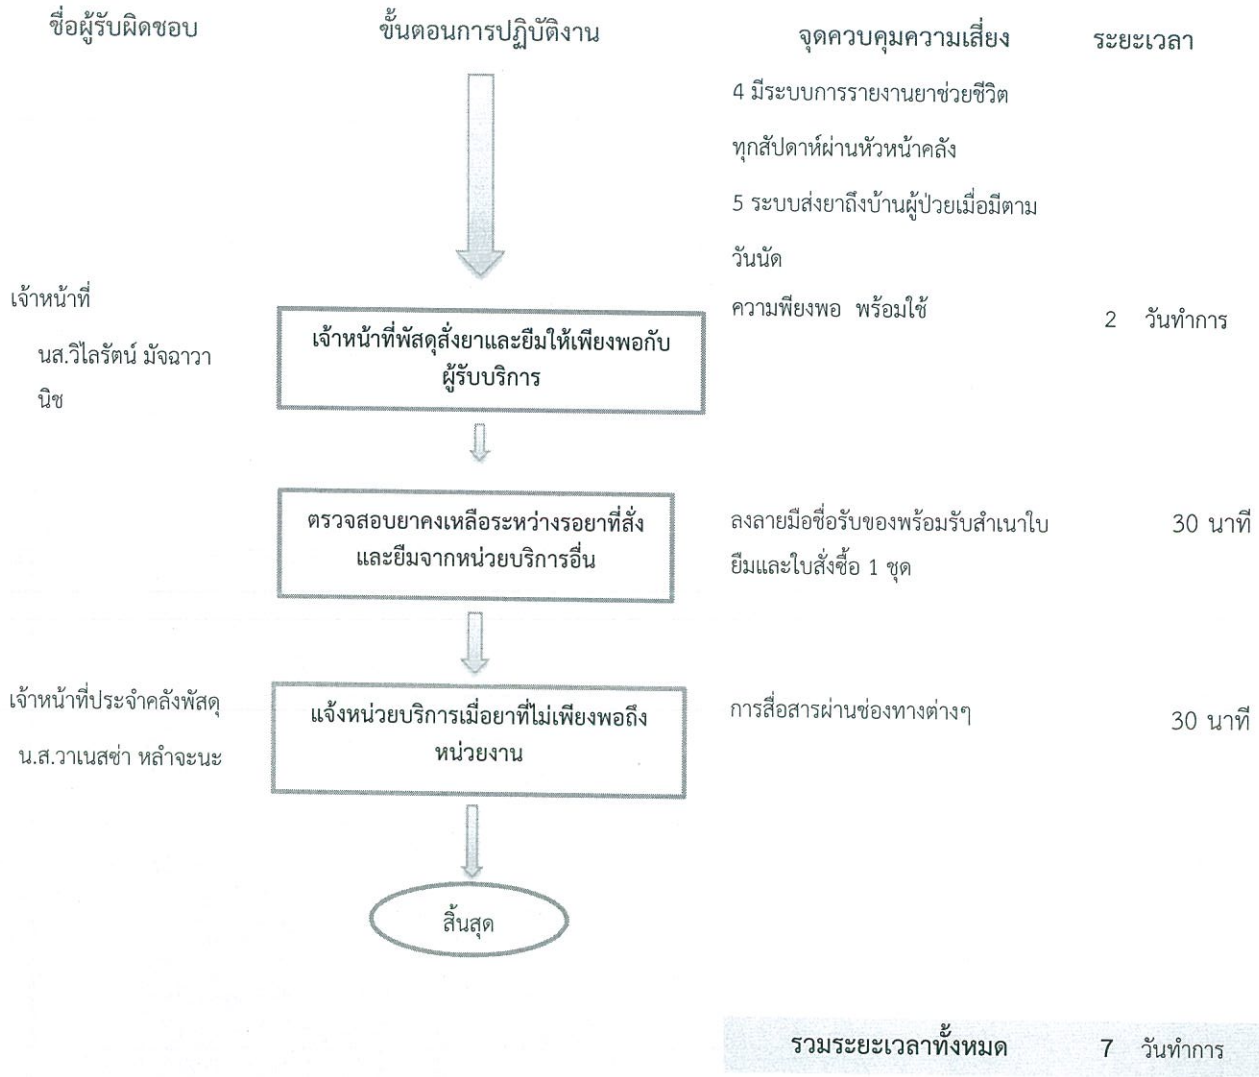 ชื่อผู้รับผิดชอบ
ขั้นตอนการปฏิบัติงาน
จุดควบคุมความเสี่ยง
ระยะเวลา
4 มีระบบการรายงานยาช่วยชีวิต
ทุกสัปดาห์ผ่านหัวหน้าคลัง
5 ระบบส่งยาถึงบ้านผู้ป่วยเมื่อมีตาม
วันนัด
เจ้าหน้าที่
นส.วิไลรัตน์ มัจฉาวา
นิช
เจ้าหน้าที่พัสดุสั่งยาและยืมให้เพียงพอกับ
ผู้รับบริการ
ความพียงพอ พร้อมใช้
2 วันทำการ
ตรวจสอบยาคงเหลือระหว่างรอยาที่สั่ง
และยืมจากหน่วยบริการอื่น
ลงลายมือชื่อรับของพร้อมรับสำเนาใบ
ยืมและใบสั่งซื้อ 1 ชุด
30 นาที
เจ้าหน้าที่ประจำคลังพัสดุ
น.ส.วาเนสซ่า หลำจะนะ
แจ้งหน่วยบริการเมื่อยาที่ไม่เพียงพอถึง
หน่วยงาน
การสื่อสารผ่านช่องทางต่างๆ
30 นาที
สิ้นสุด
รวมระยะเวลาทั้งหมด 7 วันทำการ